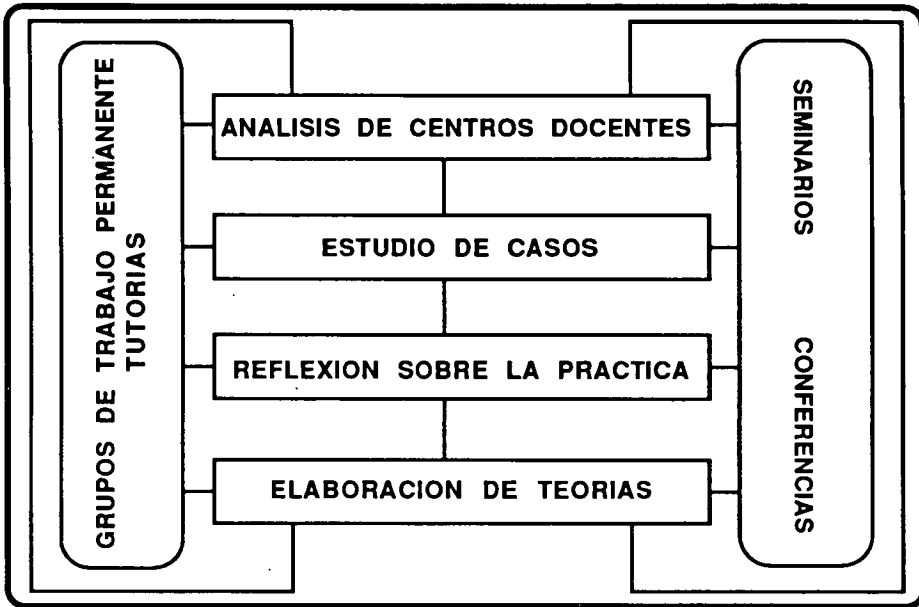 GRUPOS DE TRABAJO PERMANENTE
TUTORIAS
ANALISIS DE CENTROS DOCENTES
ESTUDIO DE CASOS
REFLEXION SOBRE LA PRACTICA
ELABORACION DE TEORIAS
SEMINARIOS CONFERENCIAS